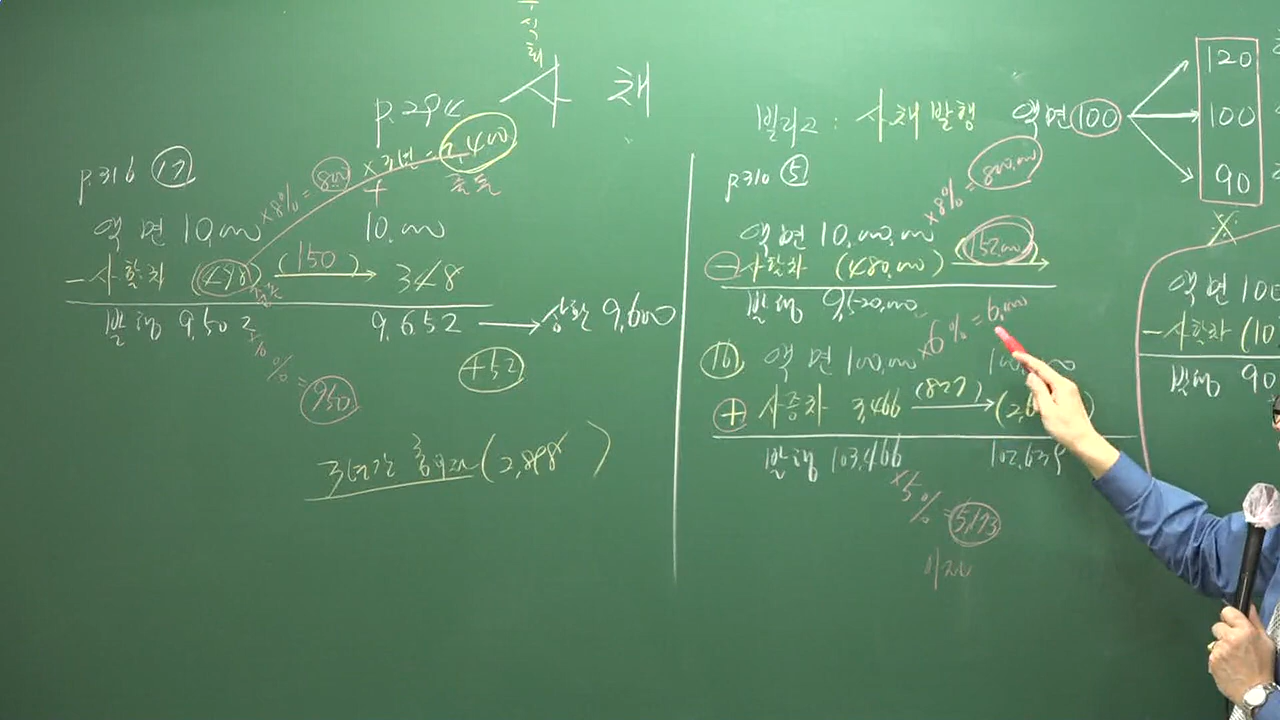 채
p.294
p.316 ⑰
×8%= 800 ×3년 = 2,400
액면 10,000
+
10,000
-사할차 (498) (150) → 348
발행 9,502
9,652 → 상환 9,600
+52
% = 950
3년간 총이자 (2,898)
빌리고 : 사채발행 액면 100
120
100
90
p.310 ⑤
×8% = 800,000
액면 10,000,000
152,000
- 사할차 (480,000)
발행 9,520,000
×6% = 6,000
⑯ 액면 100,000
+ 사증차 3,466 (827) →
발행 103,466
102,639
×5% = 5,173
이자
X
액면
-사할차 (10
발행 90